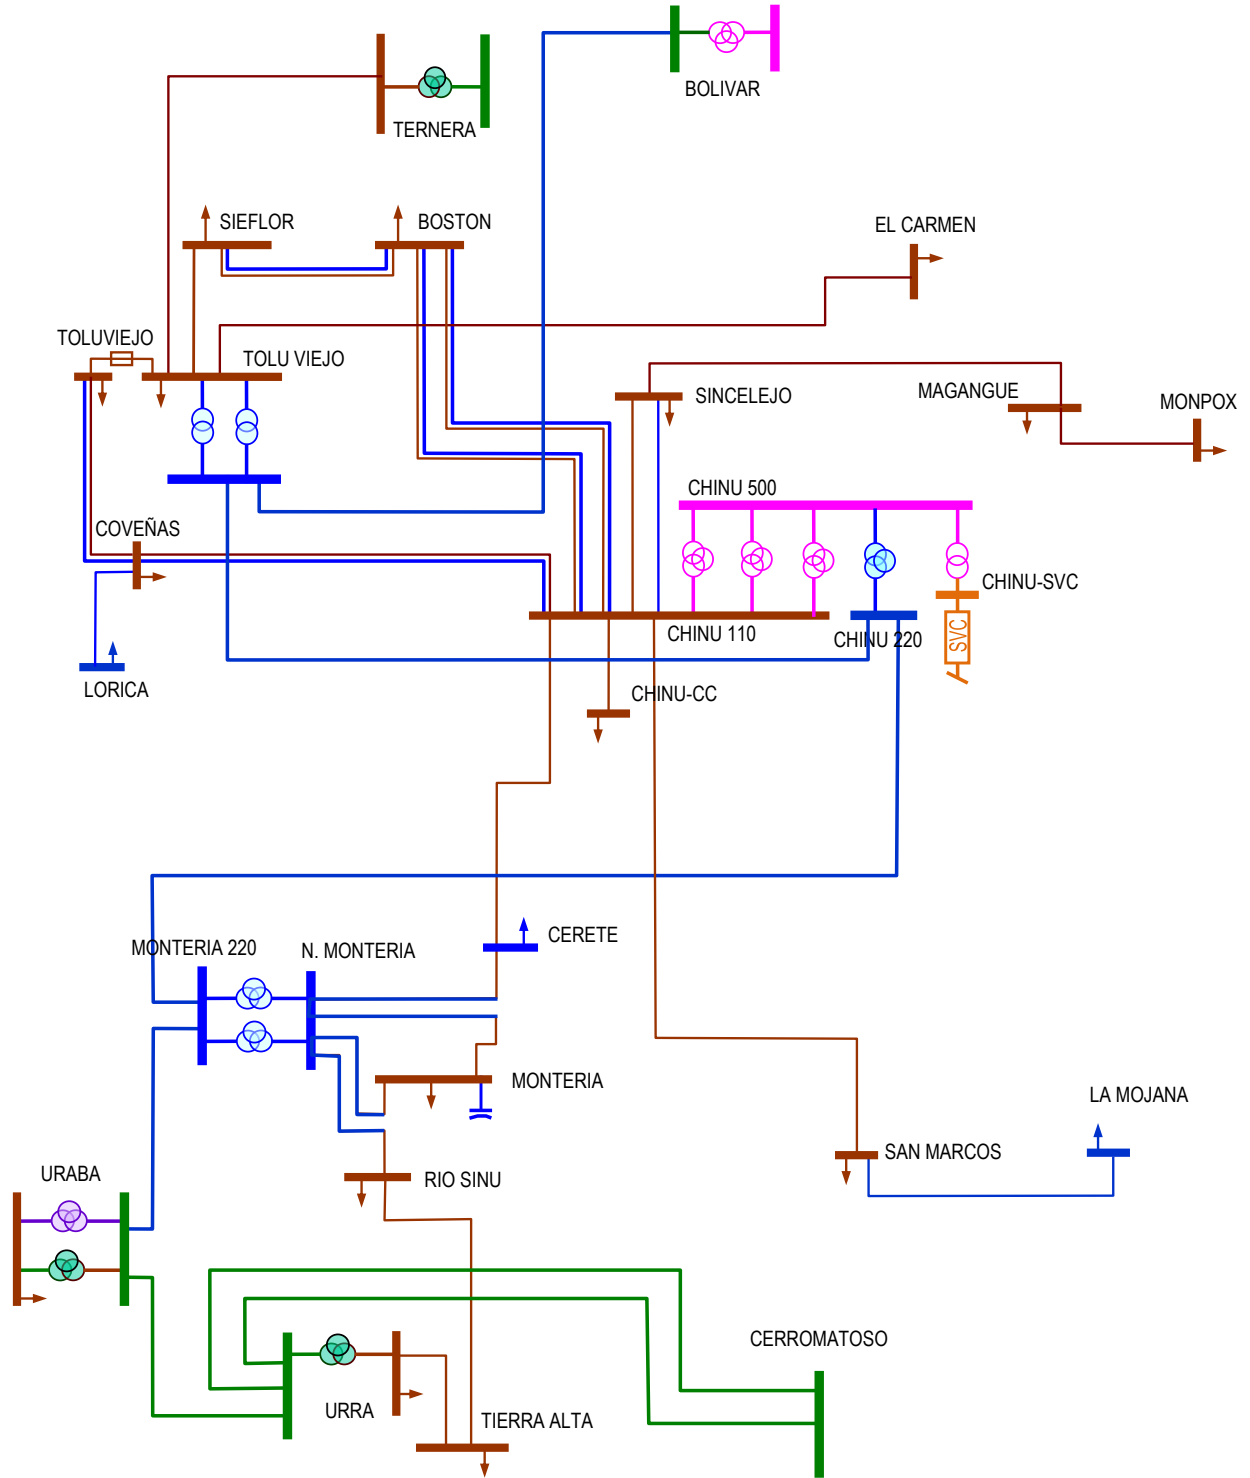 BOLIVAR
TERNERA
SIEFLOR
BOSTON
EL CARMEN
TOLUVIEJO
TOLU VIEJO
SINCELEJO
MAGANGUE
MONPOX
CHINU 500
COVEÑAS
CHINU-SVC
SVC
CHINU 110
CHINU 220
LORICA
CHINU-CC
CERETE
MONTERIA 220
N. MONTERIA
MONTERIA
LA MOJANA
SAN MARCOS
URABA
RIO SINU
CERROMATOSO
URRA
TIERRA ALTA